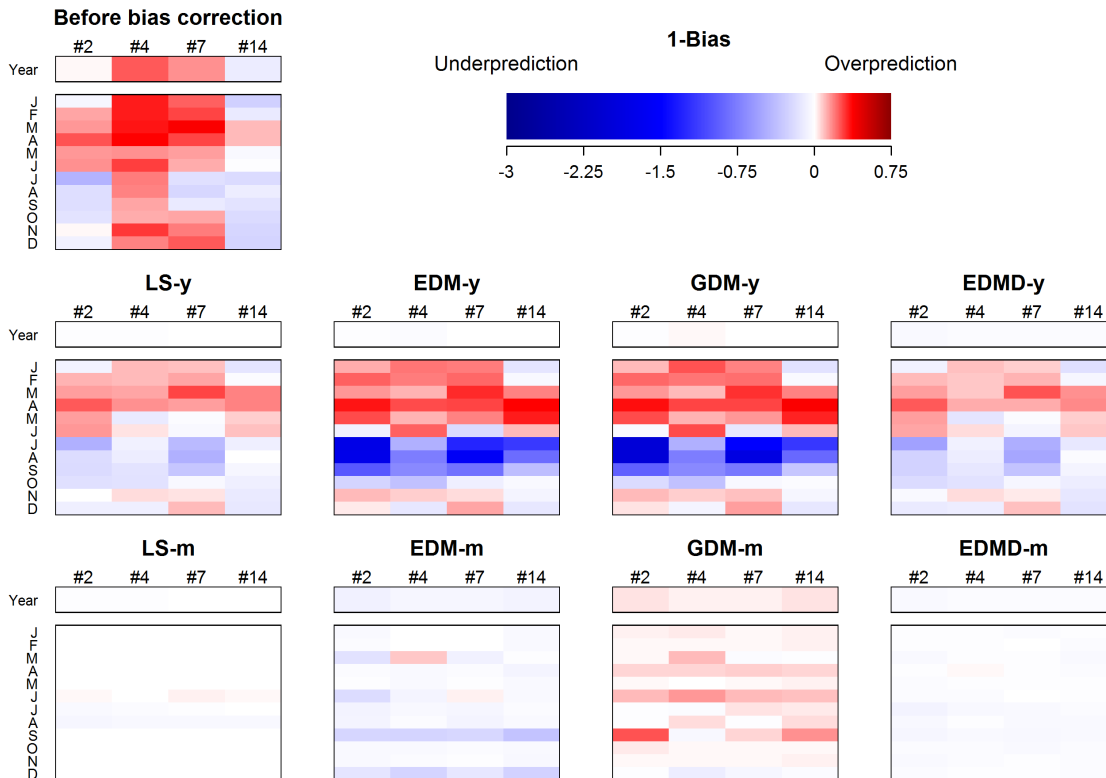 Before bias correction
#2 #4 #7 #14
Year
J
F
M
A
M
J
J
A
S
O
N
D
1-Bias
Underprediction Overprediction
-3 -2.25 -1.5 -0.75 0 0.75
LS-y EDM-y GDM-y EDMD-y
#2 #4 #7 #14 #2 #4 #7 #14 #2 #4 #7 #14 #2 #4 #7 #14
Year
J
F
M
A
M
J
J
A
S
O
N
D
LS-m EDM-m GDM-m EDMD-m
#2 #4 #7 #14 #2 #4 #7 #14 #2 #4 #7 #14 #2 #4 #7 #14
Year
J
F
M
A
M
J
J
A
S
O
N
D